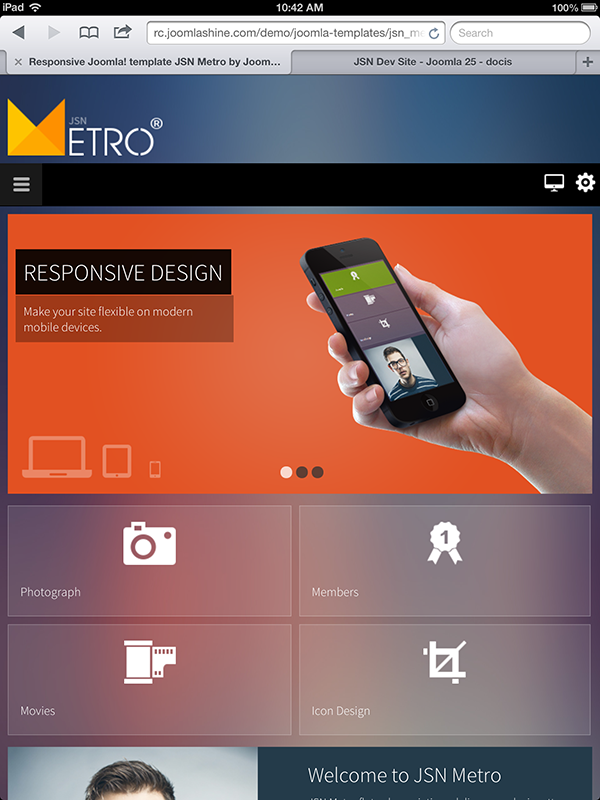 iPad
10:42 AM
100%
rc.joomlashine.com/demo/joomla-templates/jsn_me
Search
Responsive Joomla! template JSN Metro by Joom...
JSN Dev Site - Joomla 25 - docis
JSN
METRO®
RESPONSIVE DESIGN
Make your site flexible on modern
mobile devices.
1
Photograph
Members
Movies
Icon Design
Welcome to JSN Metro